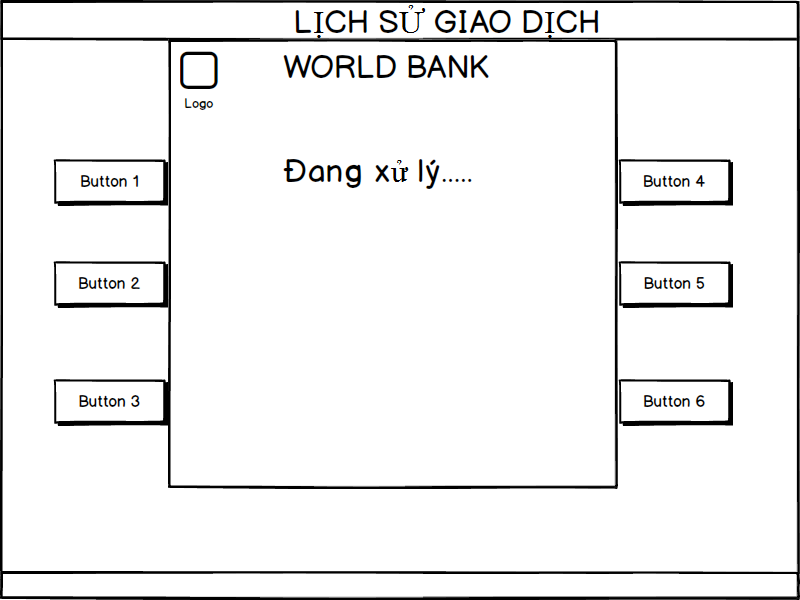 LỊCH SỬ GIAO DỊCH
WORLD BANK
Logo
Đang xử lý.....
Button 1
Button 4
Button 2
Button 5
Button 3
Button 6